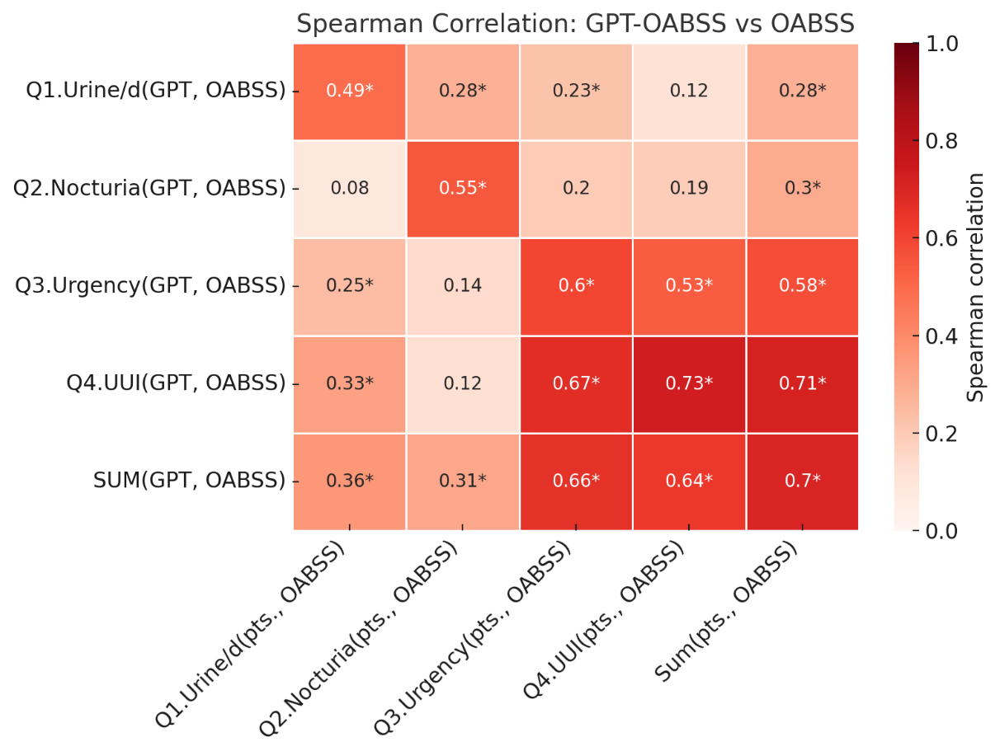 Spearman Correlation: GPT-OABSS vs OABSS
Q1.Urine/d(GPT, OABSS)
0.49*
0.28*
0.23*
0.12
0.28*
Q2.Nocturia(GPT, OABSS)
0.08
0.55*
0.2
0.19
0.3*
Q3.Urgency(GPT, OABSS)
0.25*
0.14
0.6*
0.53*
0.58*
Q4.UUI(GPT, OABSS)
0.33*
0.12
0.67*
0.73*
0.71*
SUM(GPT, OABSS)
0.36*
0.31*
0.66*
0.64*
0.7*
Q1.Urine/d(pts., OABSS)
Q2.Nocturia(pts., OABSS)
Q3.Urgency(pts., OABSS)
Q4.UUI(pts., OABSS)
Sum(pts., OABSS)
1.0
0.8
0.6
0.4
0.2
0.0
Spearman correlation